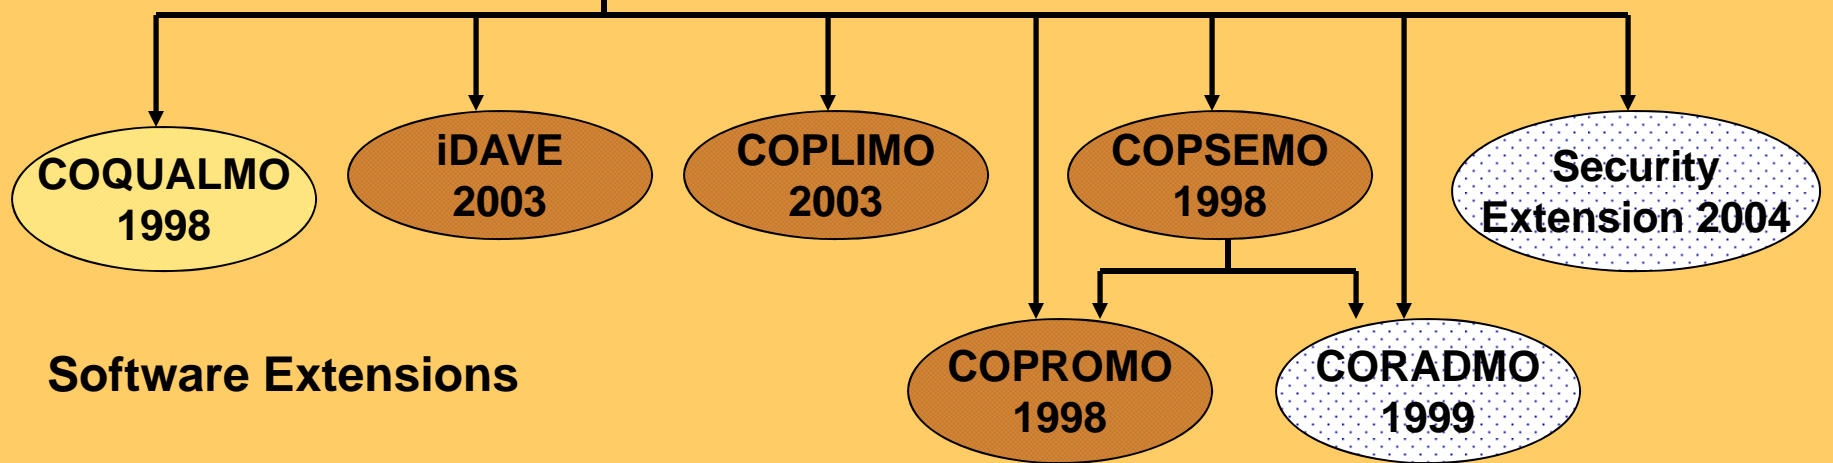 COQUALMO
1998
iDAVE
2003
COPLIMO
2003
COPSEMO
1998
Security
Extension 2004
Software Extensions
COPROMO
1998
CORADMO
1999